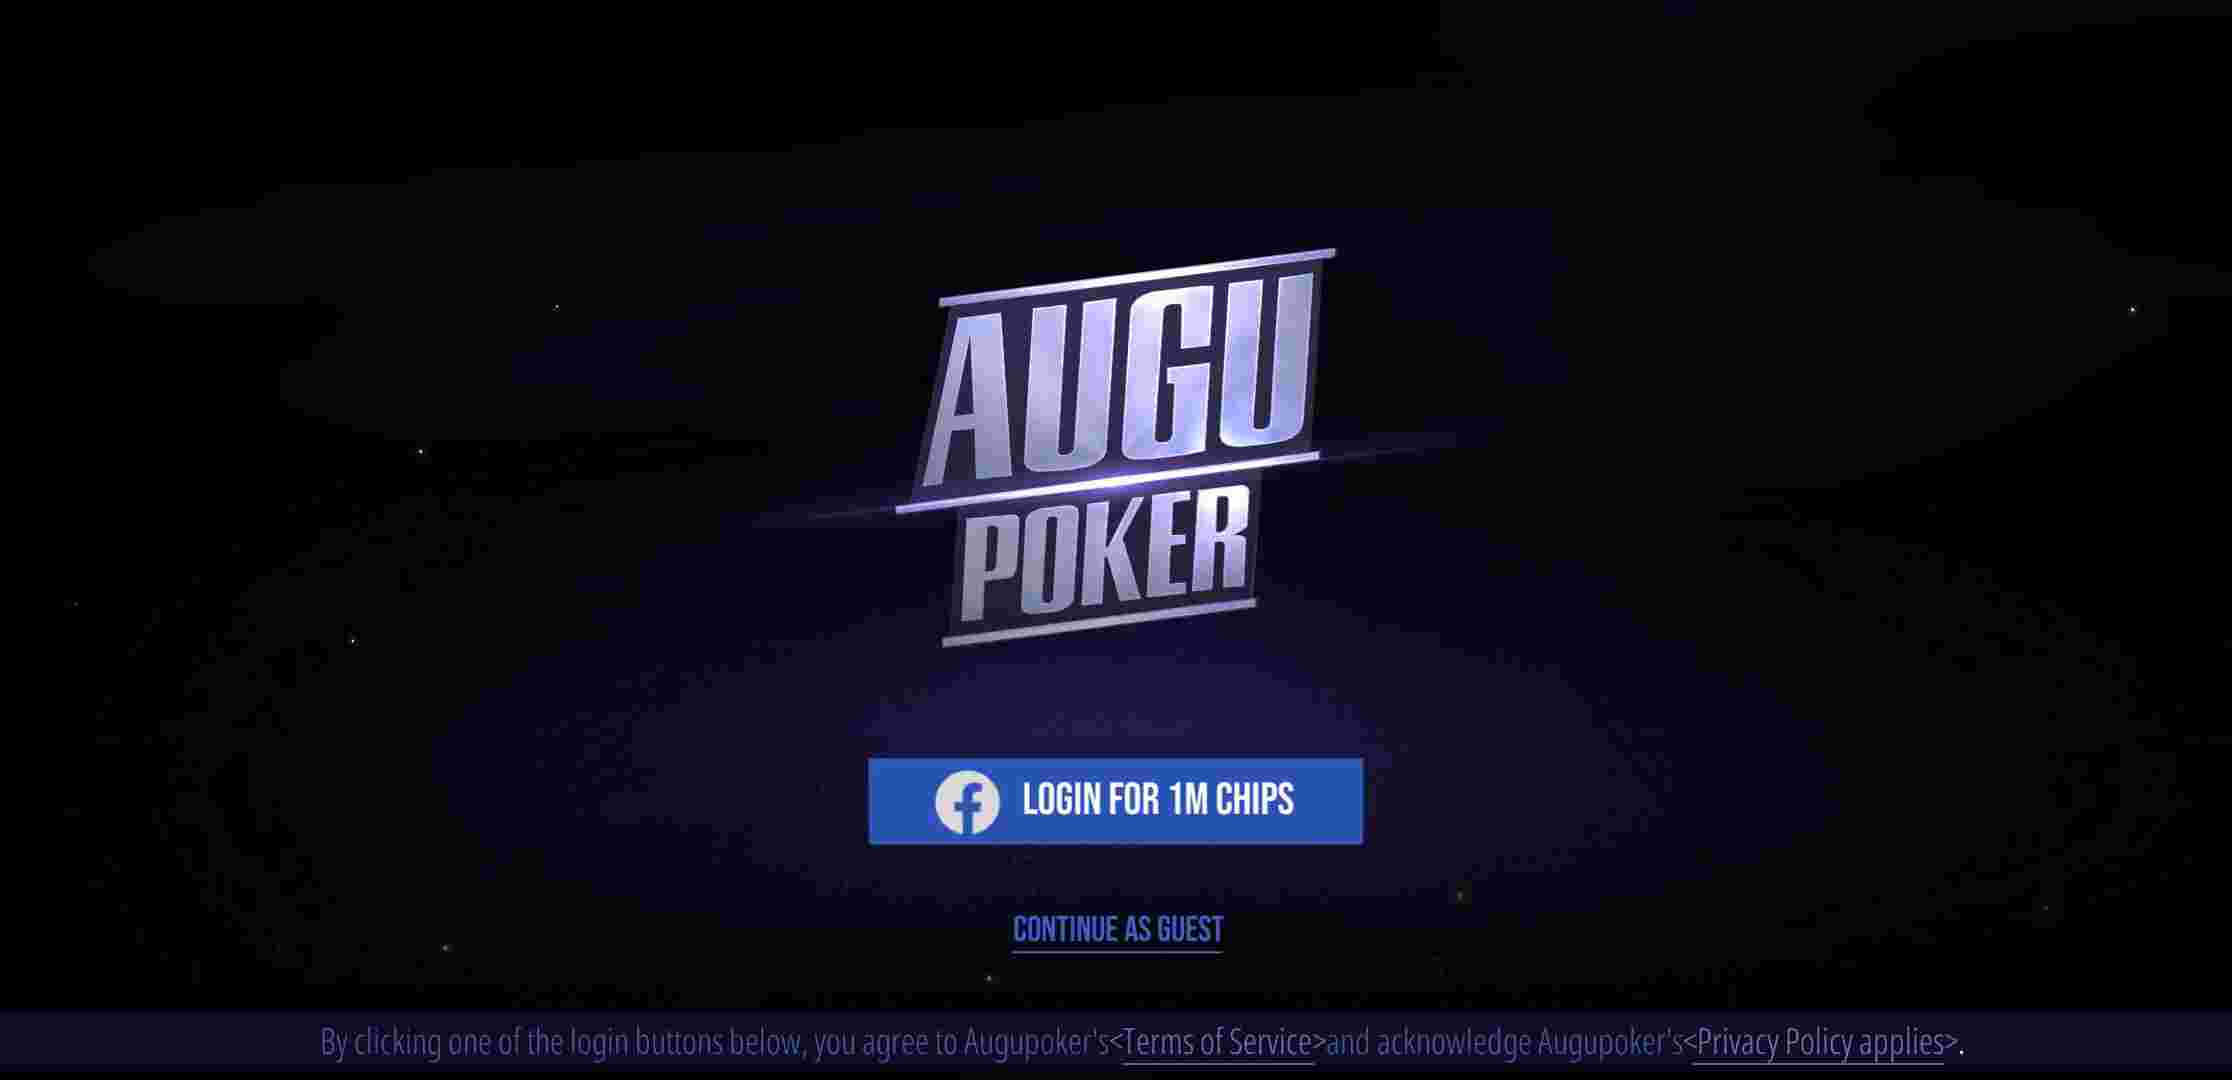 AUGU
POKER
LOGIN FOR 1M CHIPS
CONTINUE AS GUEST
By clicking one of the login buttons below, you agree to Augupoker's<Terms of Service>and acknowledge Augupoker's<Privacy Policy applies>.